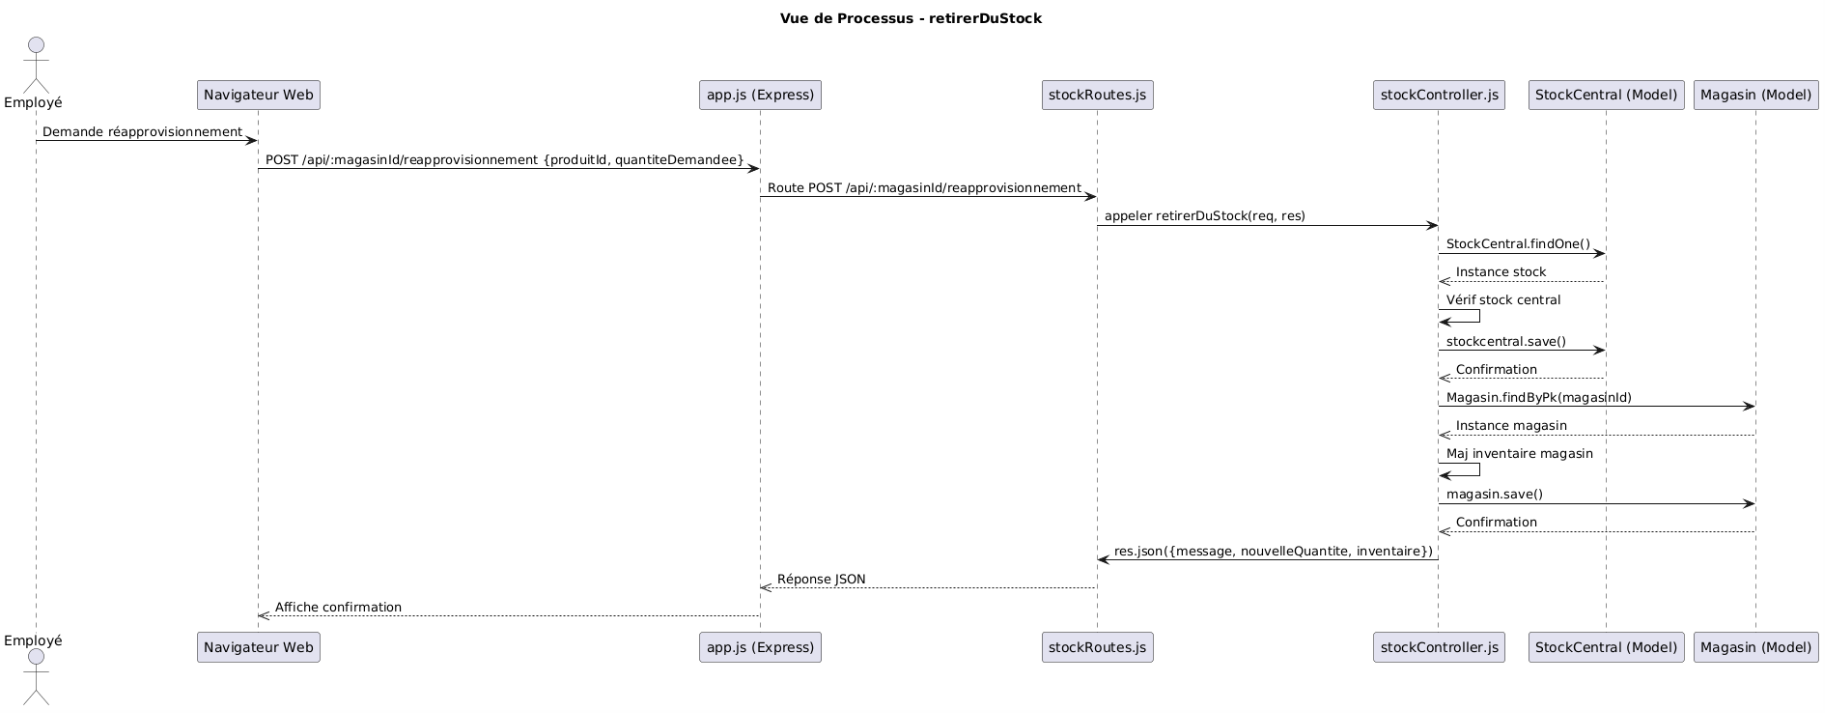 Vue de Processus - retirerDuStock
Employé
Navigateur Web
app.js (Express)
stockRoutes.js
stockController.js
StockCentral (Model)
Magasin (Model)
Demande réapprovisionnement
POST /api/:magasinId/reapprovisionnement {produitId, quantiteDemandee}
Route POST /api/:magasinId/reapprovisionnement
appeler retirerDuStock(req, res)
StockCentral.findOne()
Instance stock
Vérif stock central
stockcentral.save()
Confirmation
Magasin.findByPk(magasinId)
Instance magasin
Maj inventaire magasin
magasin.save()
Confirmation
res.json({message, nouvelleQuantite, inventaire})
Réponse JSON
Affiche confirmation
Employé
Navigateur Web
app.js (Express)
stockRoutes.js
stockController.js
StockCentral (Model)
Magasin (Model)